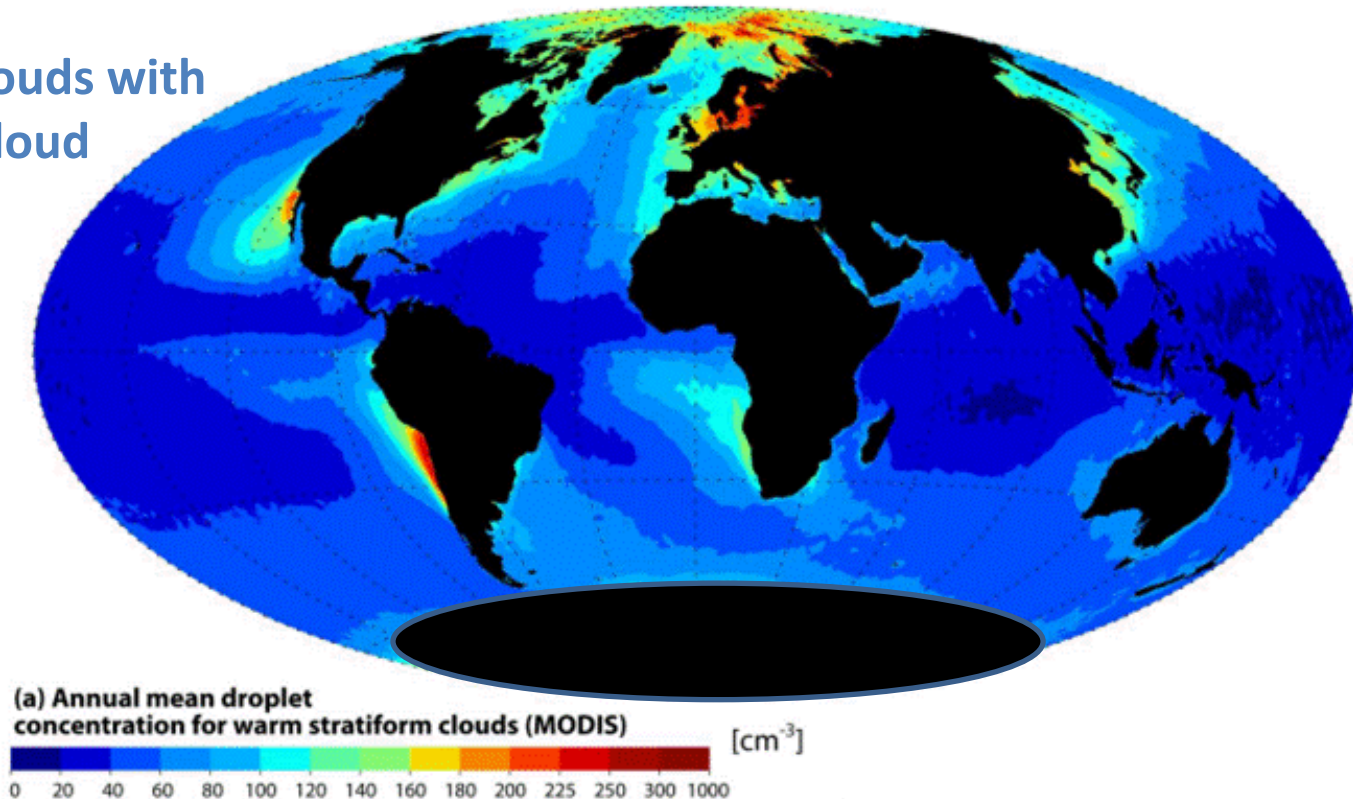 ouds with
loud
(a) Annual mean droplet
concentration for warm stratiform clouds (MODIS)
[cm⁻³]
0 20 40 60 80 100 120 140 160 180 200 225 250 300 1000